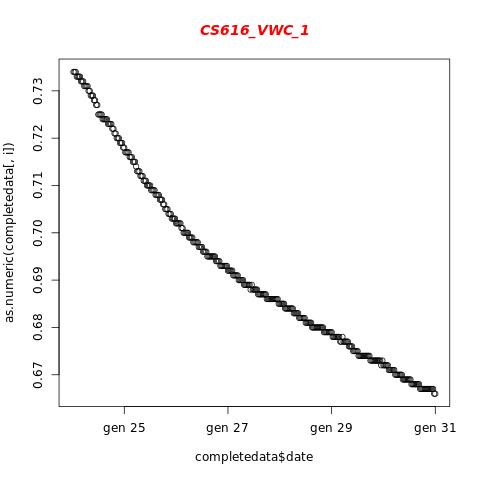 CS616_VWC_1
as.numeric(completedata[, i])
0.73
0.72
0.71
0.70
0.69
0.68
0.67
gen 25 gen 27 gen 29 gen 31
completedata$date